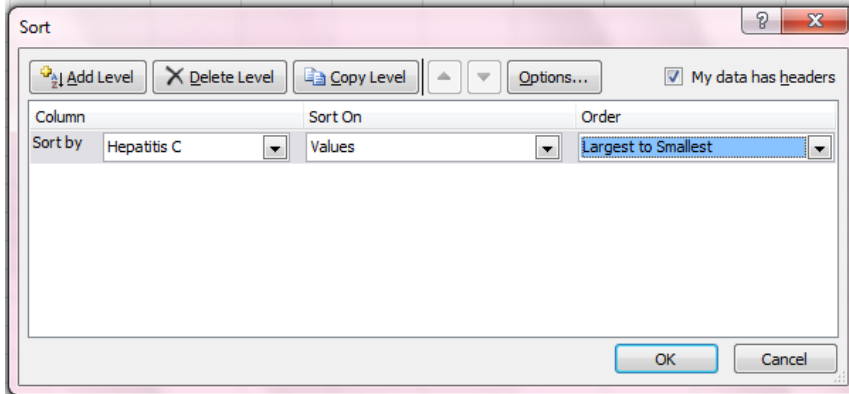 Sort
Add Level Delete Level Copy Level Options... My data has headers
Column Sort On Order
Sort by Hepatitis C Values Largest to Smallest
OK Cancel